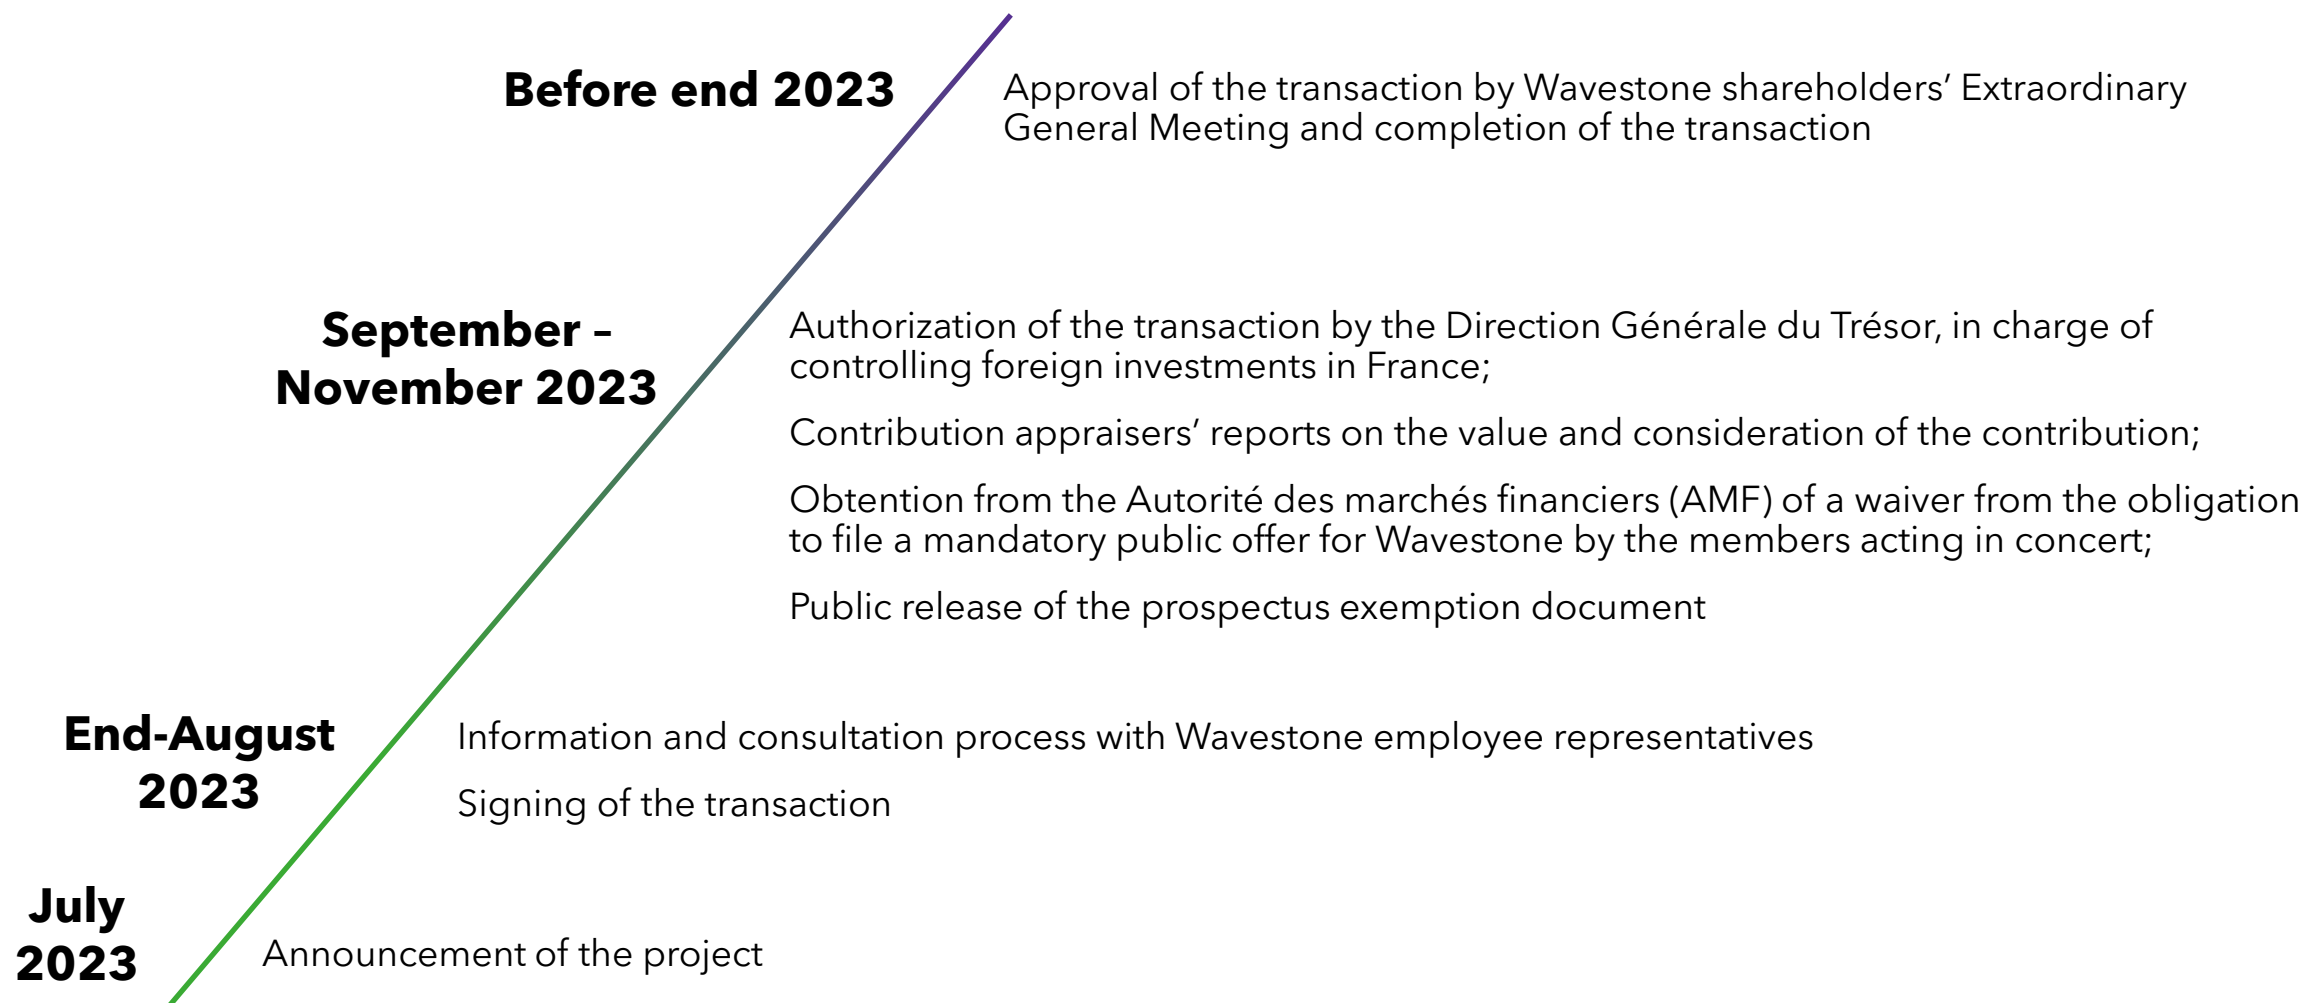 Before end 2023
Approval of the transaction by Wavestone shareholders’ Extraordinary
General Meeting and completion of the transaction
September –
November 2023
Authorization of the transaction by the Direction Générale du Trésor, in charge of
controlling foreign investments in France;
Contribution appraisers’ reports on the value and consideration of the contribution;
Obtention from the Autorité des marchés financiers (AMF) of a waiver from the obligation
to file a mandatory public offer for Wavestone by the members acting in concert;
Public release of the prospectus exemption document
End-August
2023
Information and consultation process with Wavestone employee representatives
Signing of the transaction
July
2023
Announcement of the project